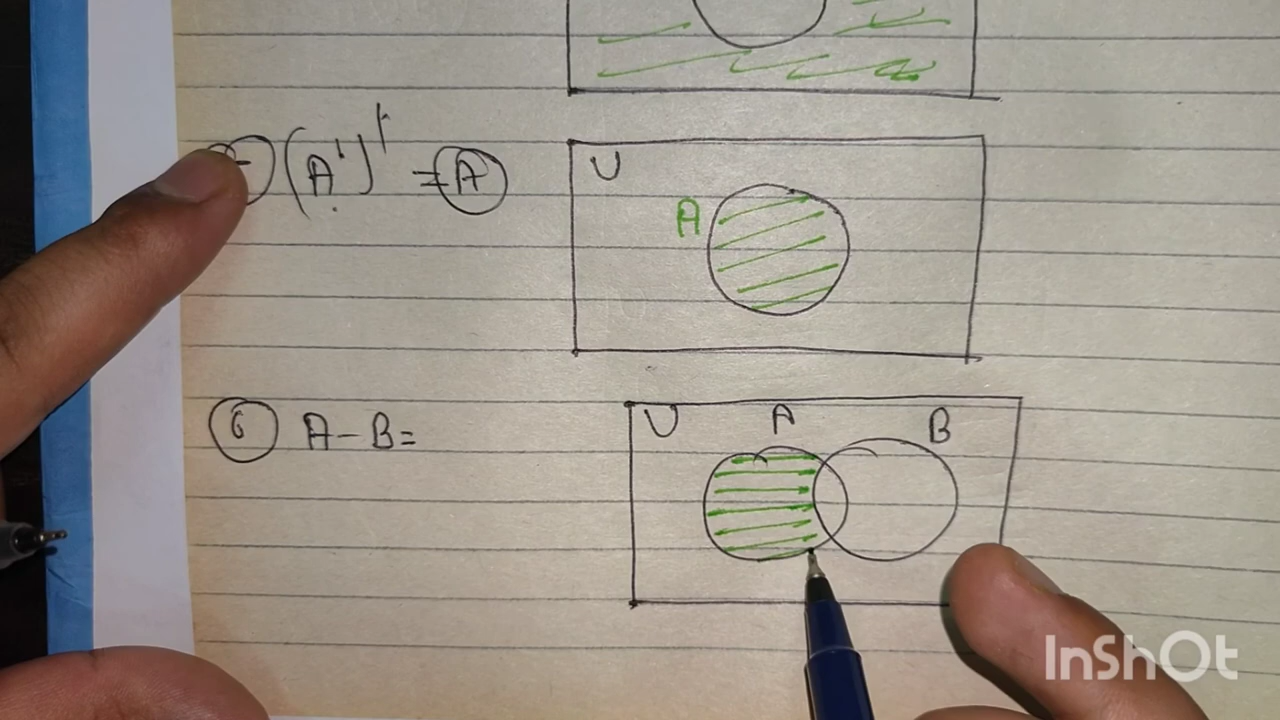 (A')' = A
U
A
6 A - B =
U A B
InShOt